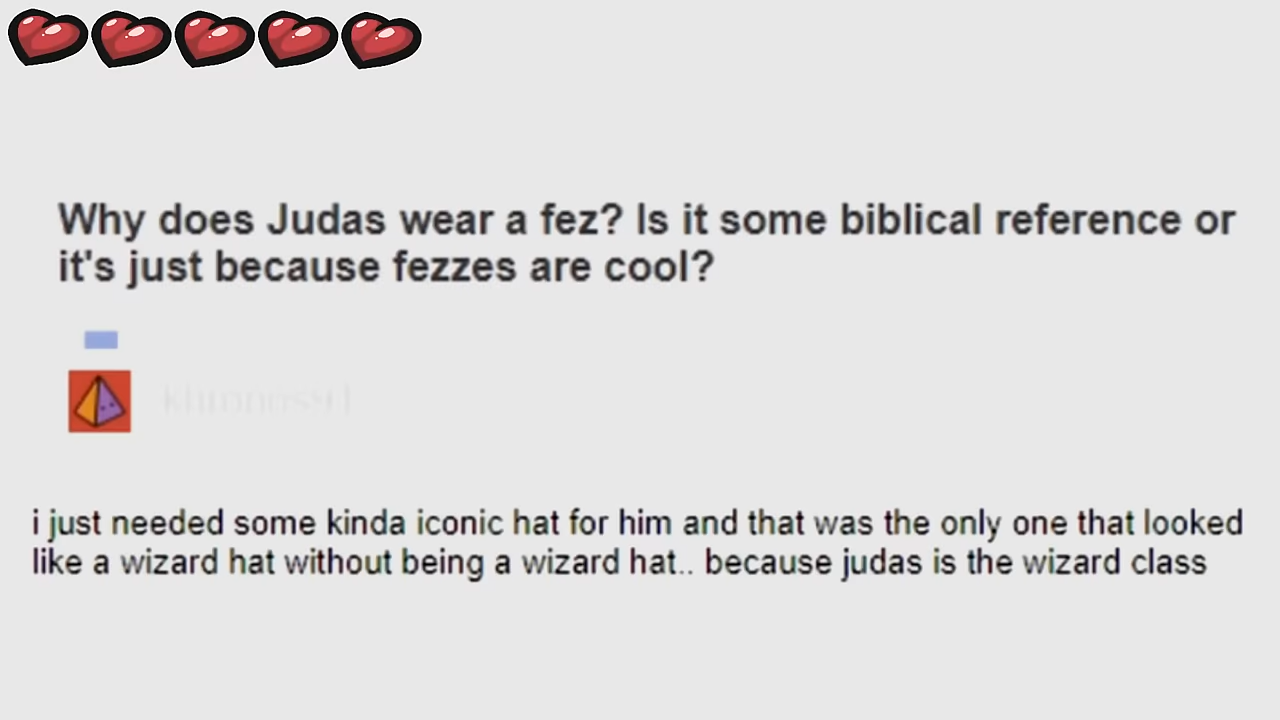 Why does Judas wear a fez? Is it some biblical reference or
it's just because fezzes are cool?
i just needed some kinda iconic hat for him and that was the only one that looked
like a wizard hat without being a wizard hat.. because judas is the wizard class